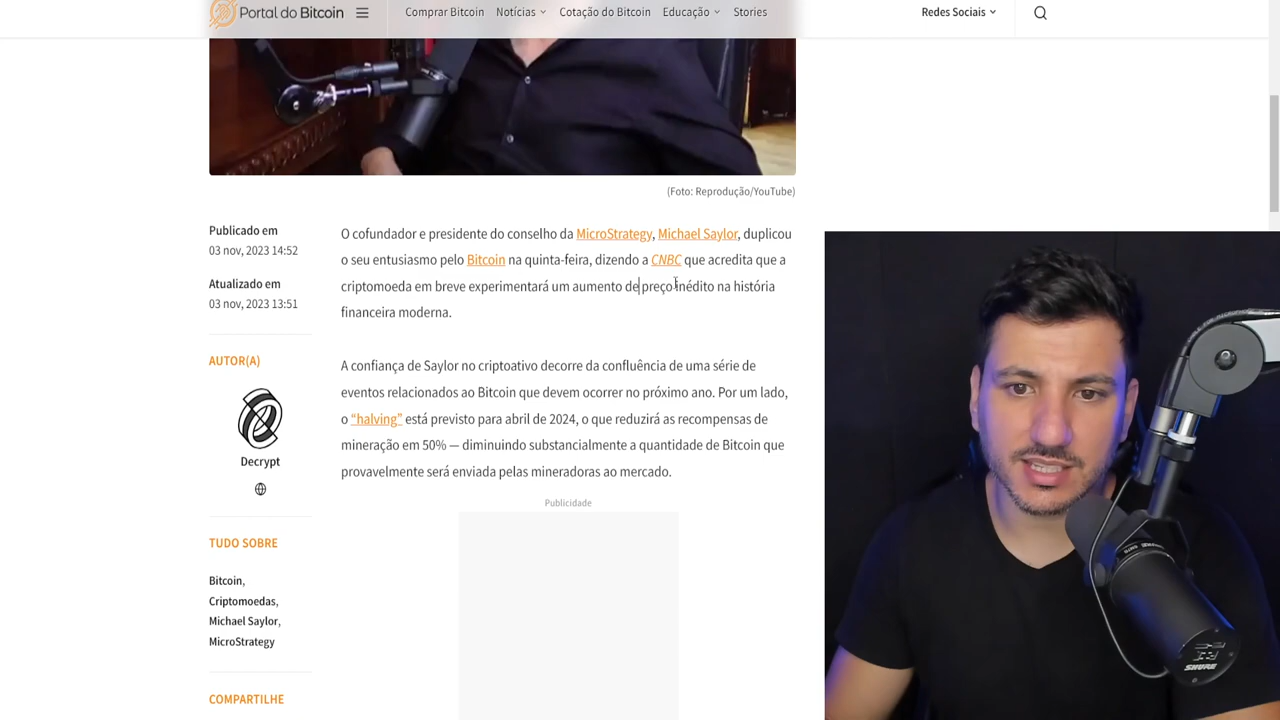 Portal do Bitcoin
Comprar Bitcoin Notícias Cotação do Bitcoin Educação Stories
Redes Sociais
(Foto: Reprodução/YouTube)
Publicado em
03 nov, 2023 14:52
Atualizado em
03 nov, 2023 13:51
AUTOR(A)
Decrypt
TUDO SOBRE
Bitcoin,
Criptomoedas,
Michael Saylor,
MicroStrategy
COMPARTILHE
O cofundador e presidente do conselho da MicroStrategy, Michael Saylor, duplicou
o seu entusiasmo pelo Bitcoin na quinta-feira, dizendo a CNBC que acredita que a
criptomoeda em breve experimentará um aumento de preço inédito na história
financeira moderna.
A confiança de Saylor no criptoativo decorre da confluência de uma série de
eventos relacionados ao Bitcoin que devem ocorrer no próximo ano. Por um lado,
o “halving” está previsto para abril de 2024, o que reduzirá as recompensas de
mineração em 50% — diminuindo substancialmente a quantidade de Bitcoin que
provavelmente será enviada pelas mineradoras ao mercado.
Publicidade
SHURE